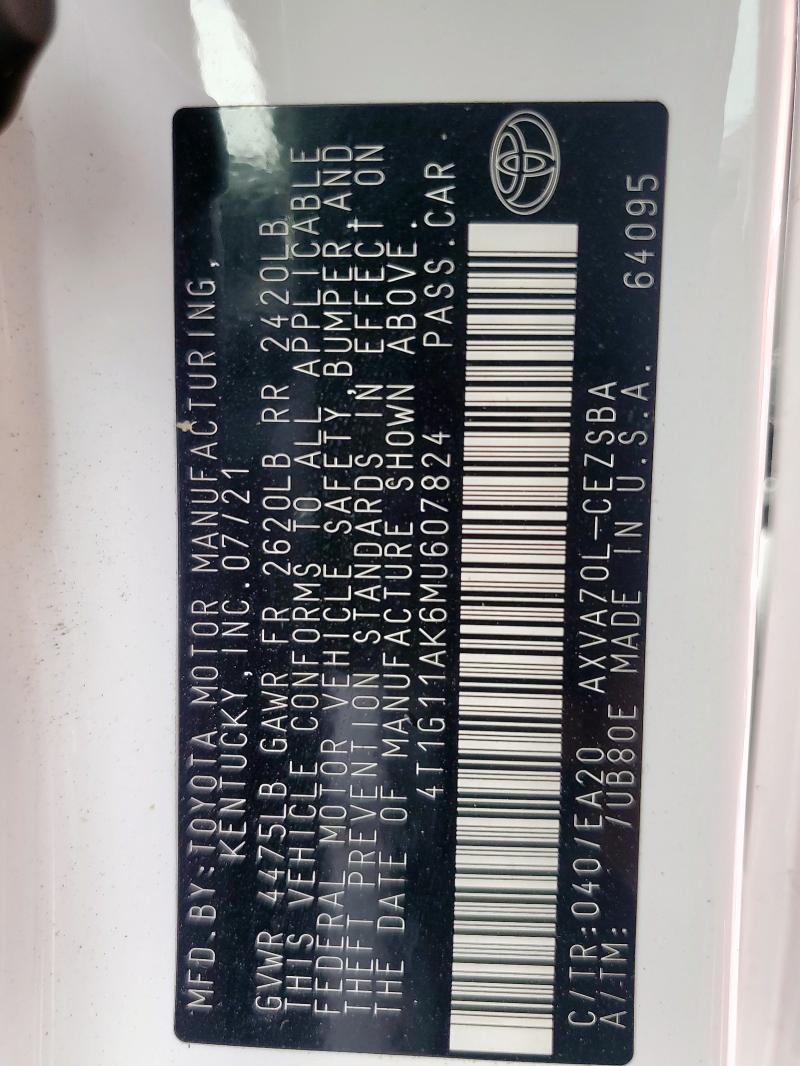 MFD.BY:TOYOTA MOTOR MANUFACTURING,
KENTUCKY,INC.07/21
GVWR 4475LB GAWR FR 2620LB RR 2420LB
THIS VEHICLE CONFORMS TO ALL APPLICABLE
FEDERAL MOTOR VEHICLE SAFETY,BUMPER,AND
THEFT PREVENTION STANDARDS IN EFFECT ON
THE DATE OF MANUFACTURE SHOWN ABOVE.
4T1G11AK6MU607824 PASS.CAR
C/TR:040/EA20 AXVA70L-CEZSBA
A/TM: /UB80E MADE IN U.S.A. 64095